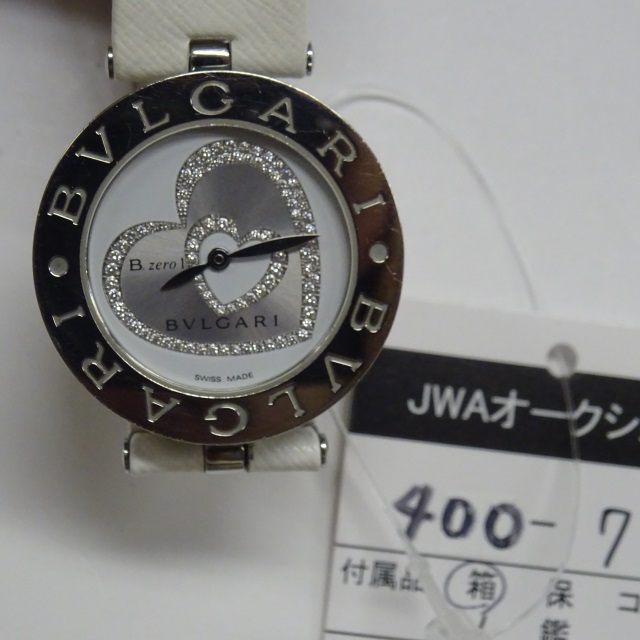 BVLGARI
BVLGARI
B.zero1
BVLGARI
SWISS MADE
JWAオークシ
400-7
付属品 箱 保 コ
鑑